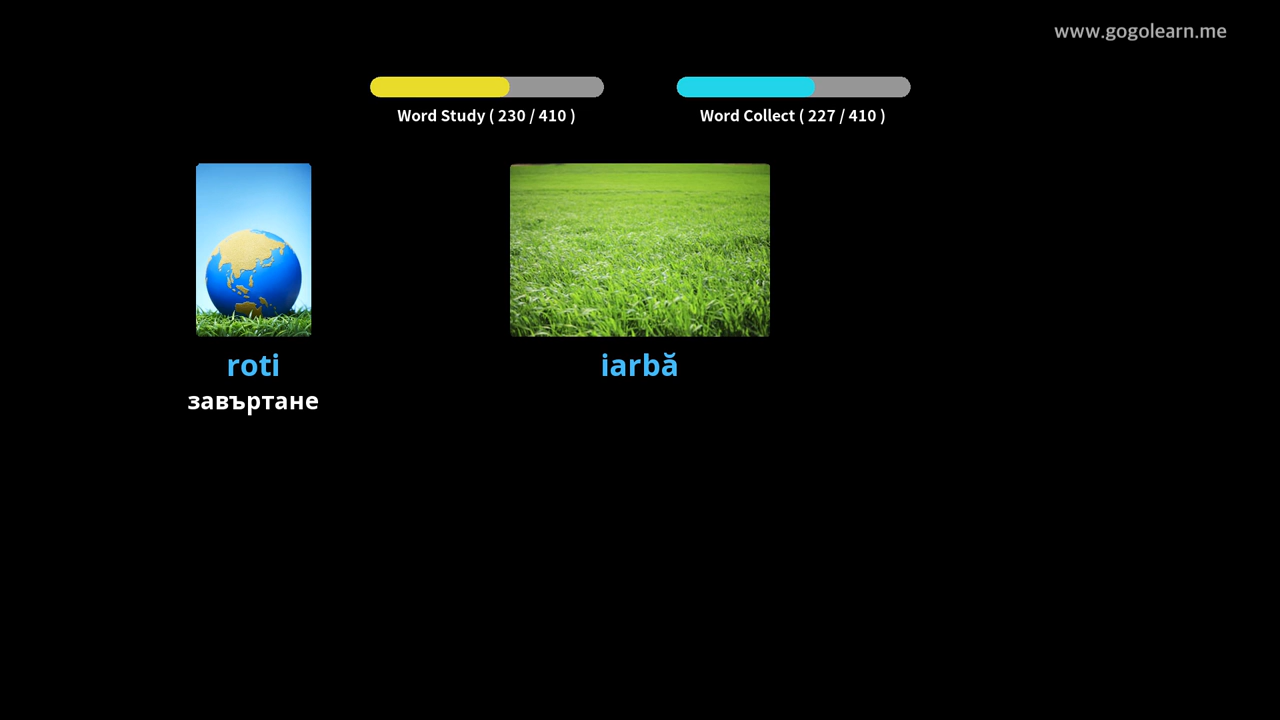 www.gogolearn.me
Word Study ( 230 / 410 )
Word Collect ( 227 / 410 )
roti
iarbă
завъртане